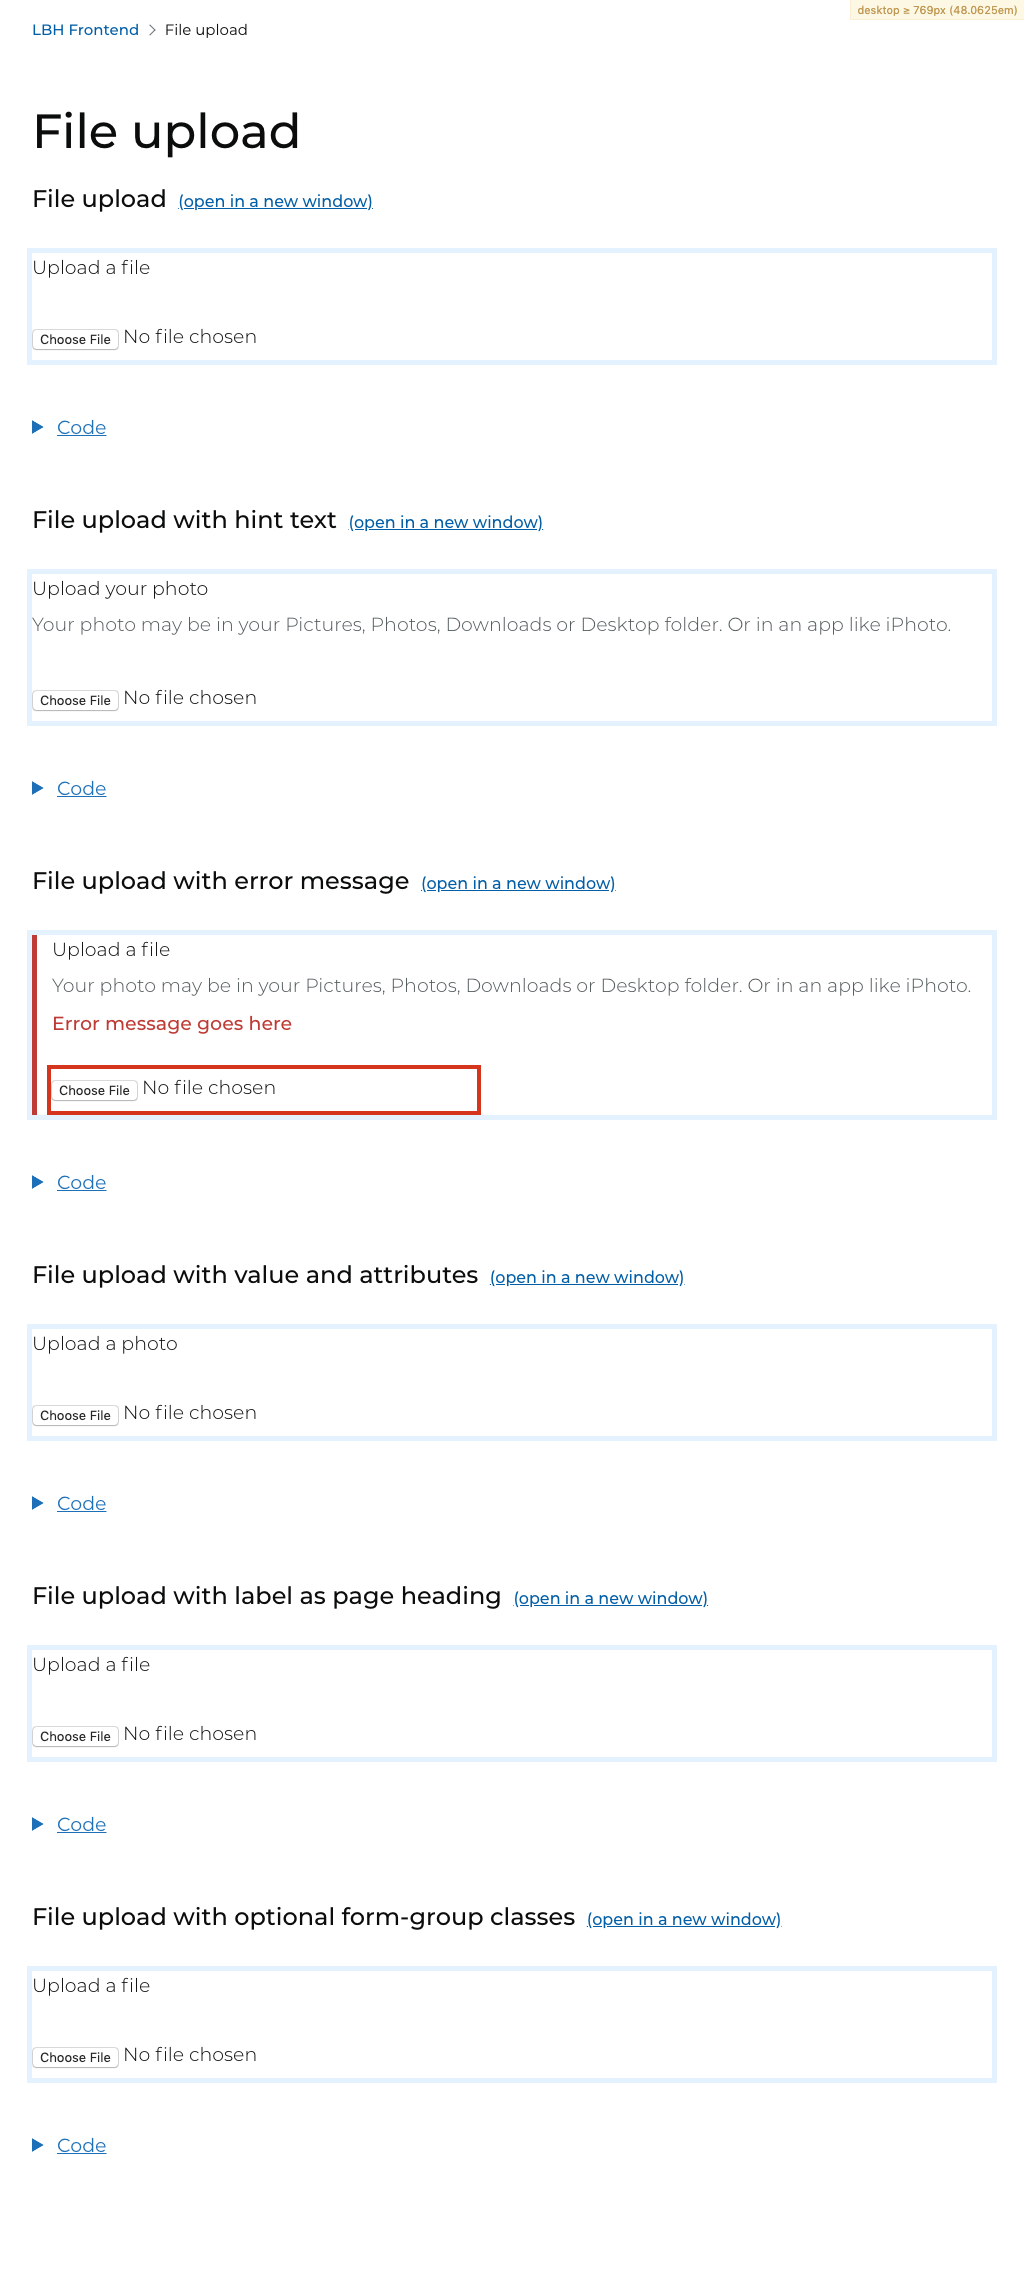 desktop ≥ 769px (48.0625em)
LBH Frontend > File upload
File upload
File upload (open in a new window)
Upload a file
Choose File No file chosen
Code
File upload with hint text (open in a new window)
Upload your photo
Your photo may be in your Pictures, Photos, Downloads or Desktop folder. Or in an app like iPhoto.
Choose File No file chosen
Code
File upload with error message (open in a new window)
Upload a file
Your photo may be in your Pictures, Photos, Downloads or Desktop folder. Or in an app like iPhoto.
Error message goes here
Choose File No file chosen
Code
File upload with value and attributes (open in a new window)
Upload a photo
Choose File No file chosen
Code
File upload with label as page heading (open in a new window)
Upload a file
Choose File No file chosen
Code
File upload with optional form-group classes (open in a new window)
Upload a file
Choose File No file chosen
Code